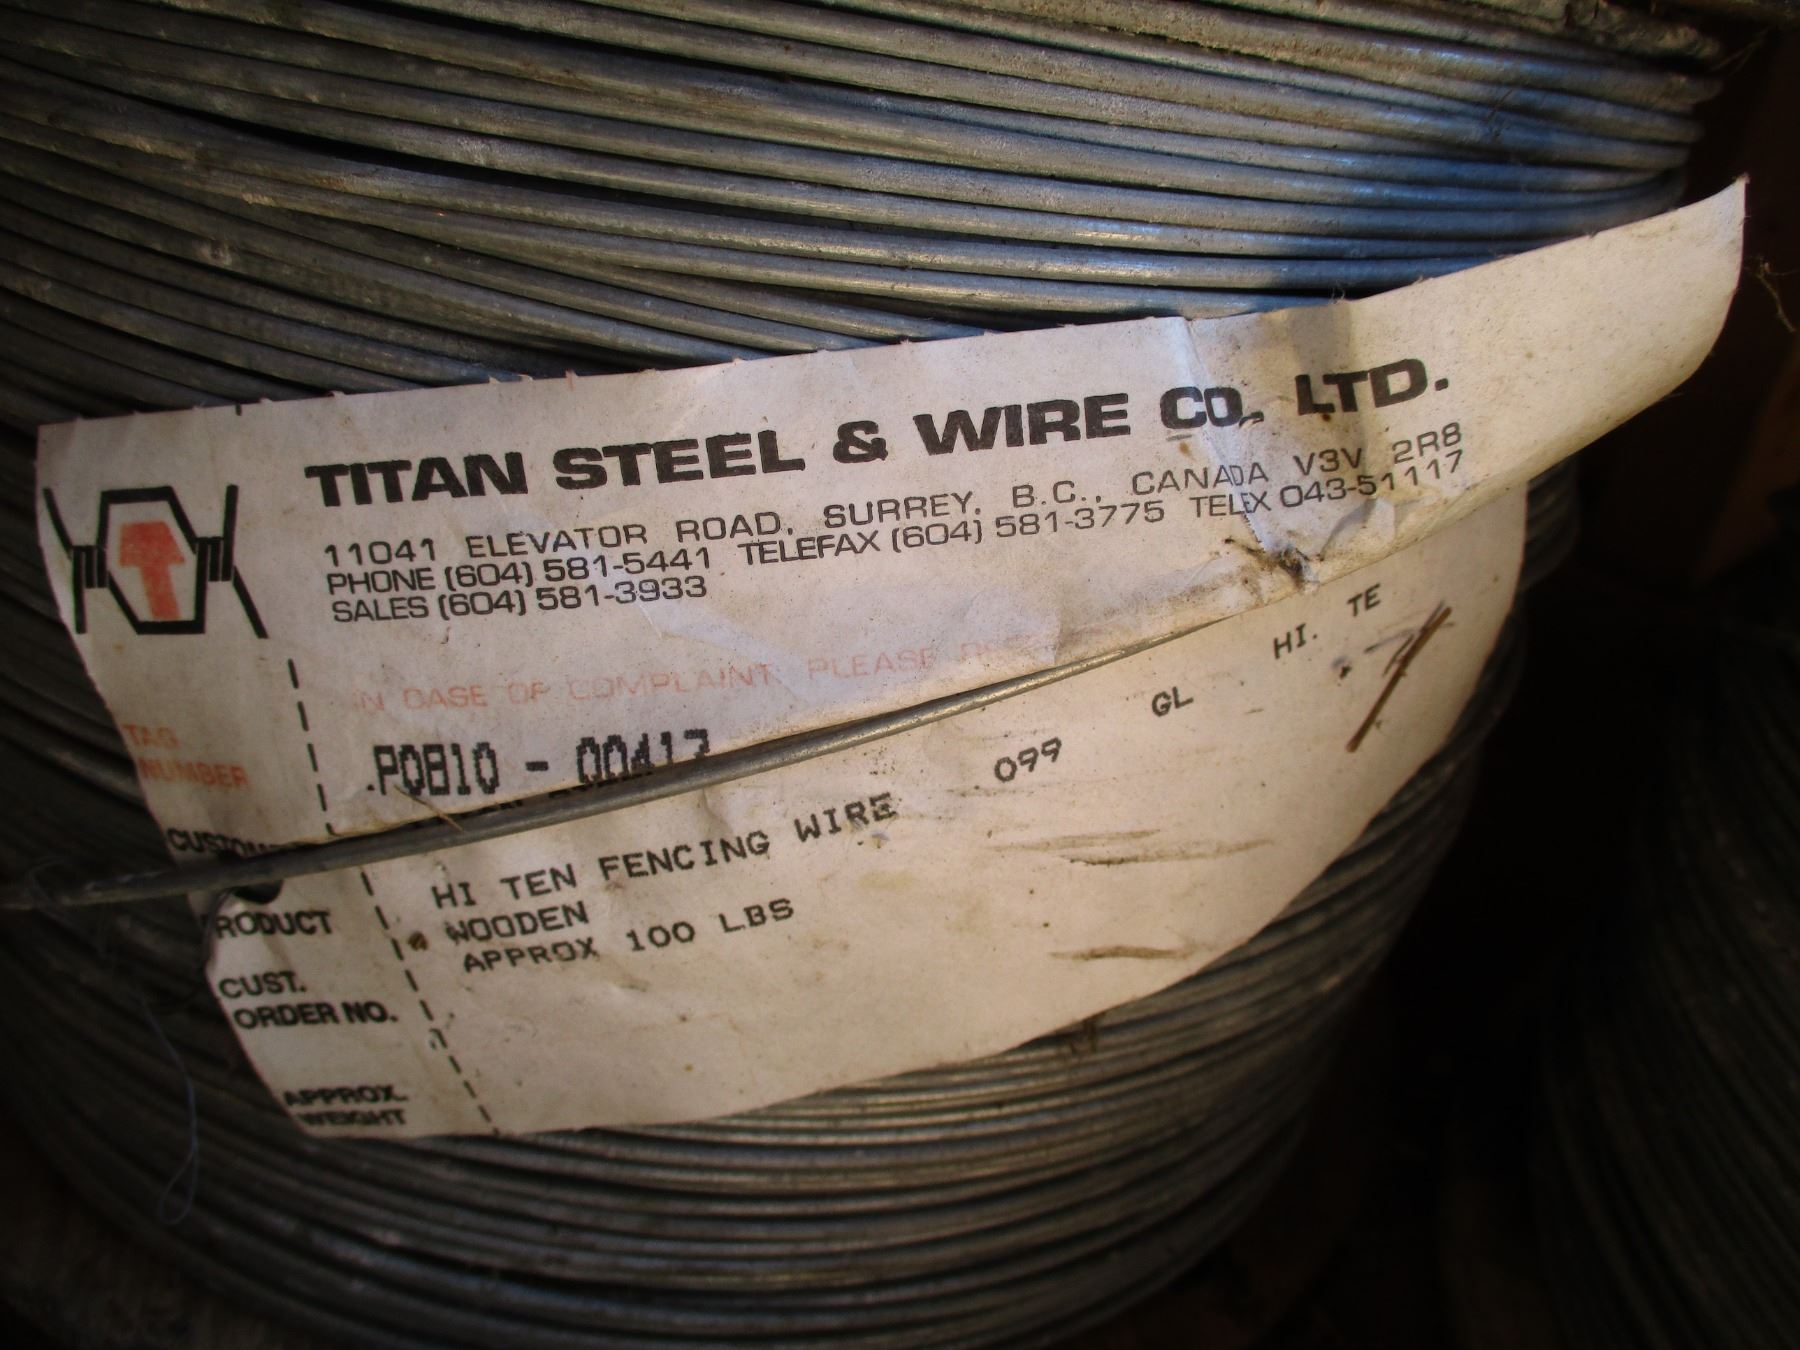 TITAN STEEL & WIRE CO. LTD.
11041 ELEVATOR ROAD, SURREY, B.C., CANADA V3V 2R8
PHONE (604) 581-5441 TELEFAX (604) 581-3775 TELEX 043-51117
SALES (604) 581-3933
IN CASE OF COMPLAINT PLEASE
TAG
NUMBER
P0810 - 00417
HI TEN FENCING WIRE 099 GL HI. TE
WOODEN
APPROX 100 LBS
PRODUCT
CUST.
ORDER NO.
APPROX.
WEIGHT